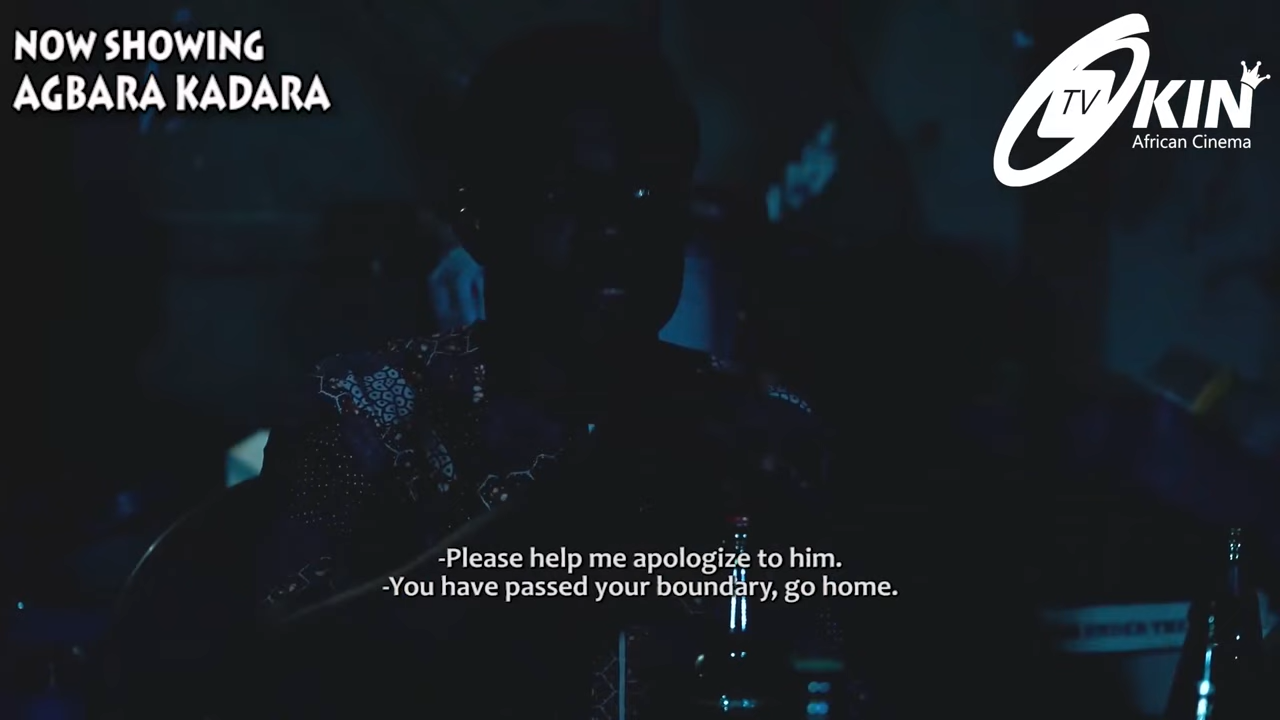 NOW SHOWING
AGBARA KADARA
TV
KIN
African Cinema
-Please help me apologize to him.
-You have passed your boundary, go home.